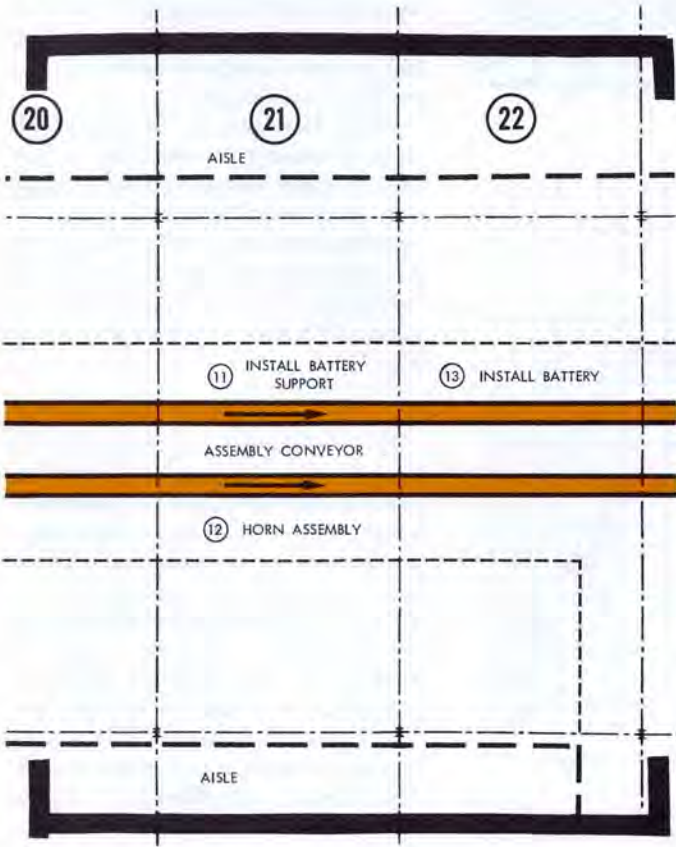 20 21 22
AISLE
11 INSTALL BATTERY
SUPPORT
13 INSTALL BATTERY
ASSEMBLY CONVEYOR
12 HORN ASSEMBLY
AISLE